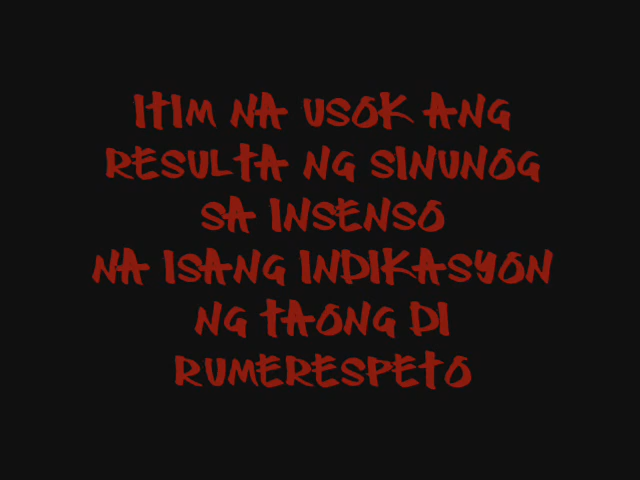 ITIM NA USOK ANG
RESULTA NG SINUNOG
SA INSENSO
NA ISANG INDIKASYON
NG TAONG DI
RUMERESPETO